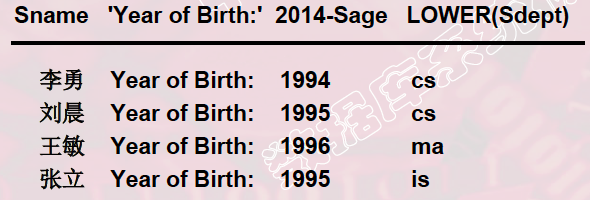 Sname 'Year of Birth:' 2014-Sage LOWER(Sdept)
李勇 Year of Birth: 1994 cs
刘晨 Year of Birth: 1995 cs
王敏 Year of Birth: 1996 ma
张立 Year of Birth: 1995 is